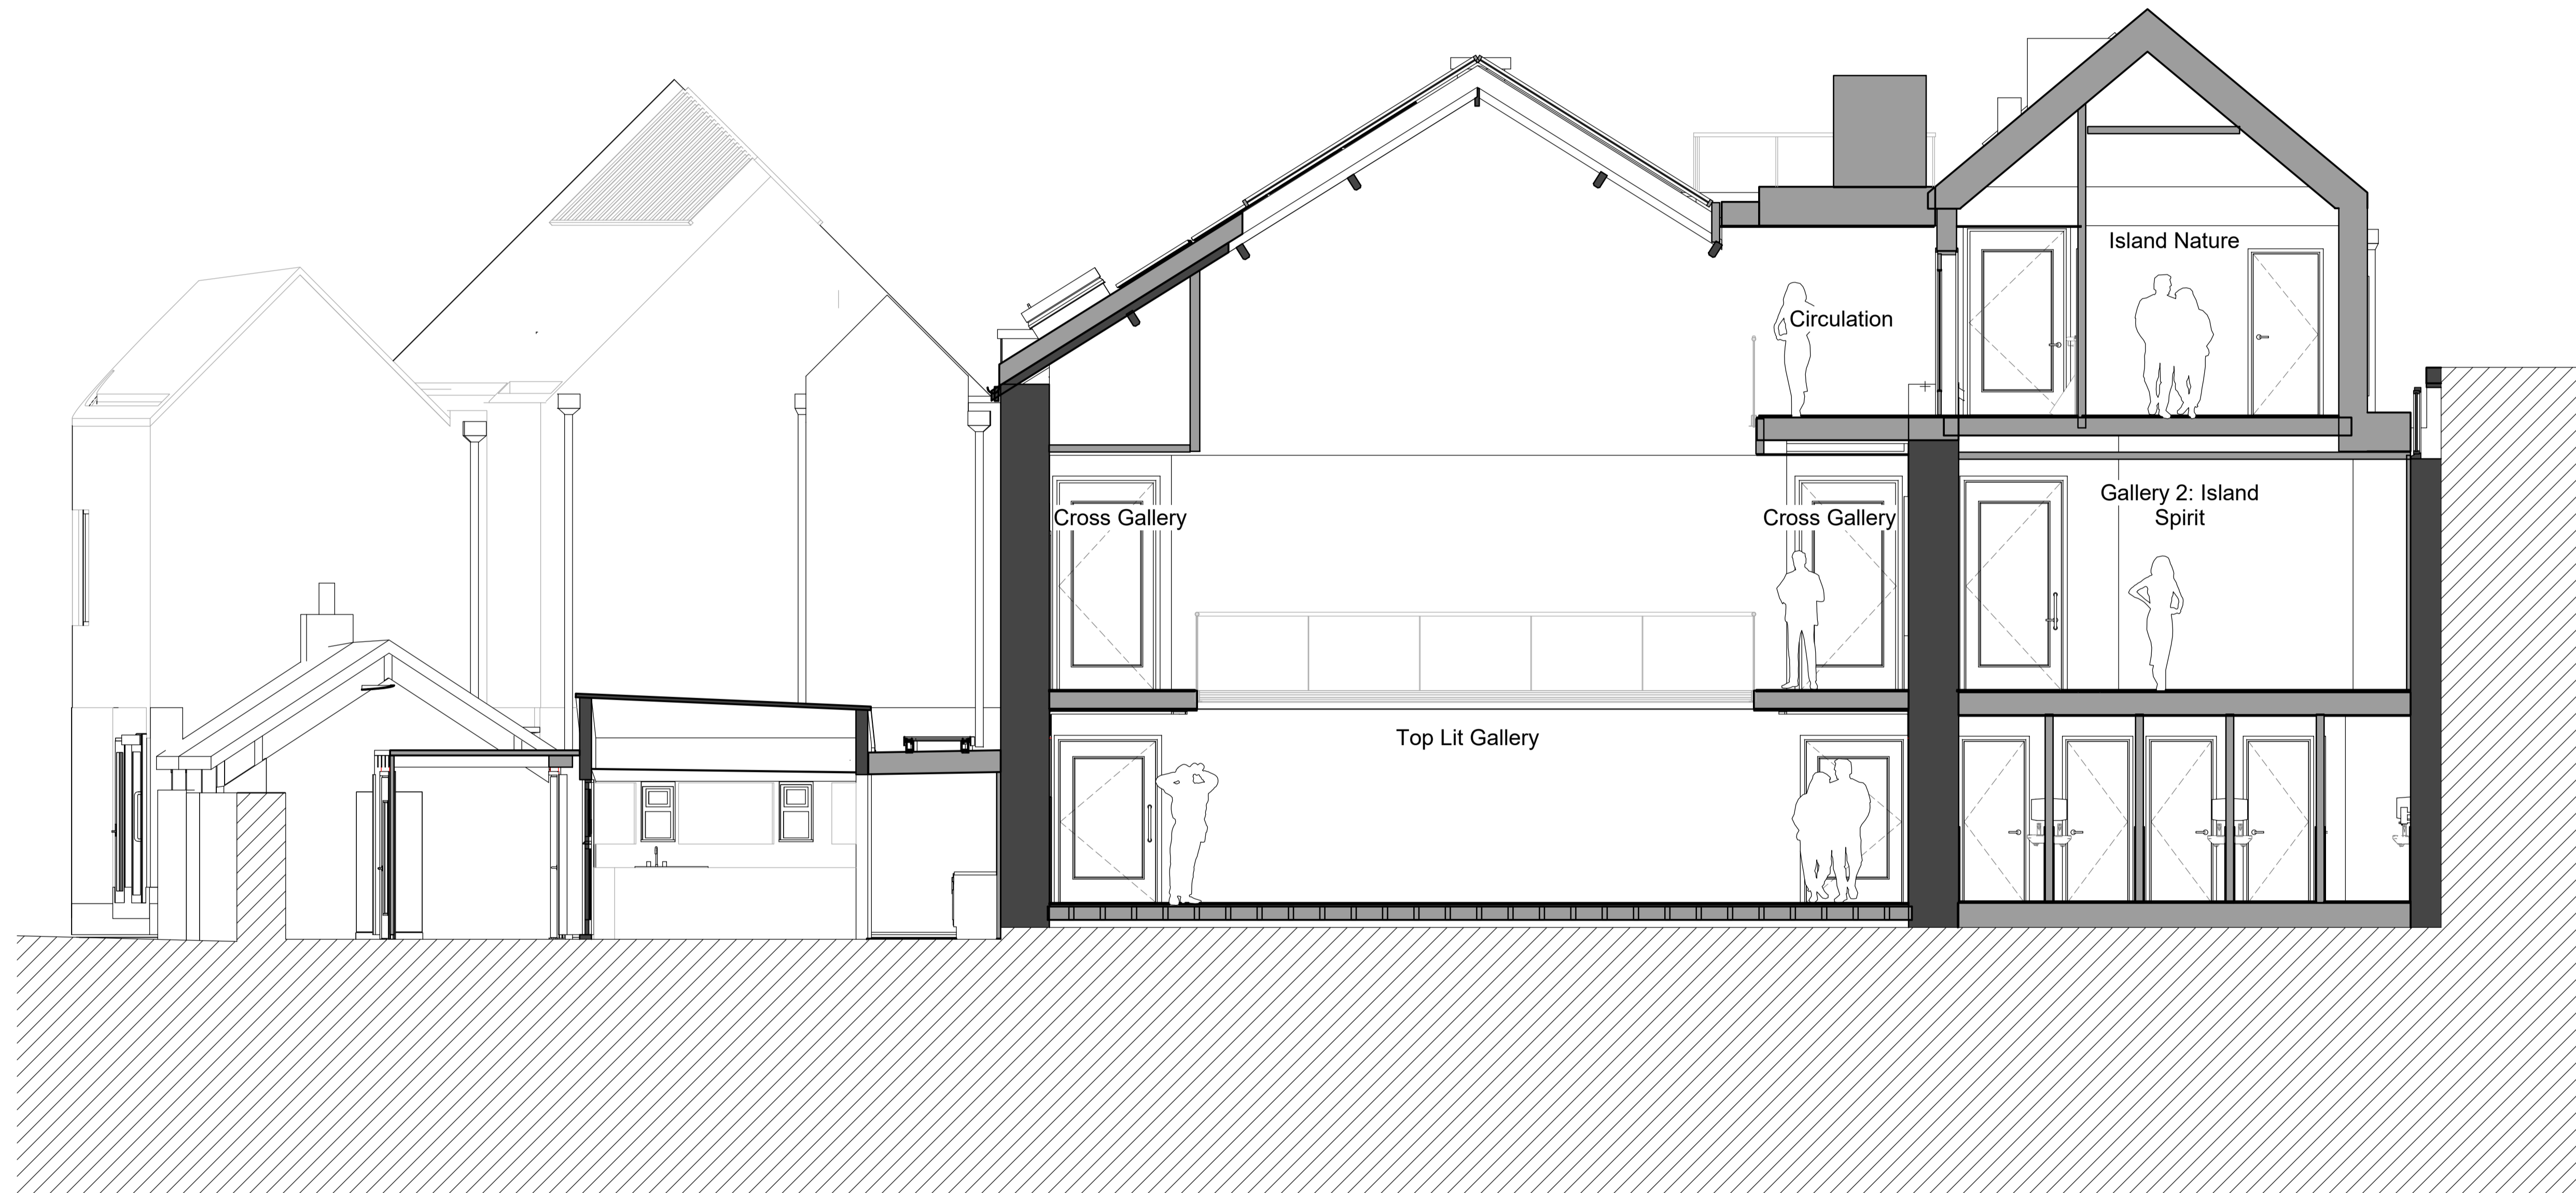 Island Nature
Circulation
Gallery 2: Island
Spirit
Cross Gallery
Cross Gallery
Top Lit Gallery